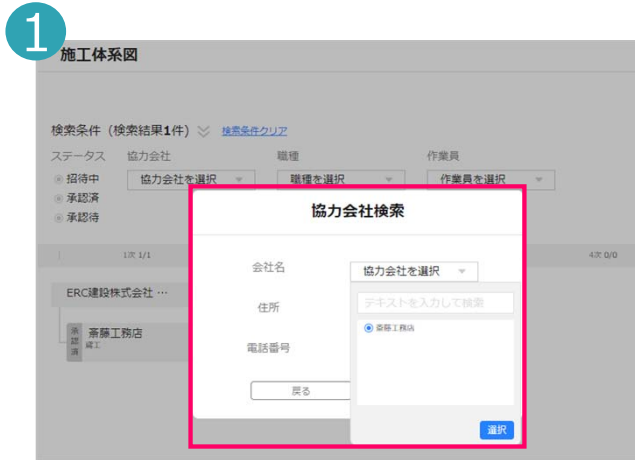 1
施工体系図
検索条件（検索結果1件） 検索条件クリア
ステータス 協力会社 職種 作業員
招待中 協力会社を選択 職種を選択 作業員を選択
承認済
承認待
1次 1/1 4次 0/0
ERC建設株式会社 …
承認済 斎藤工務店
鳶工
協力会社検索
会社名 協力会社を選択
住所 テキストを入力して検索
斎藤工務店
電話番号
戻る
選択